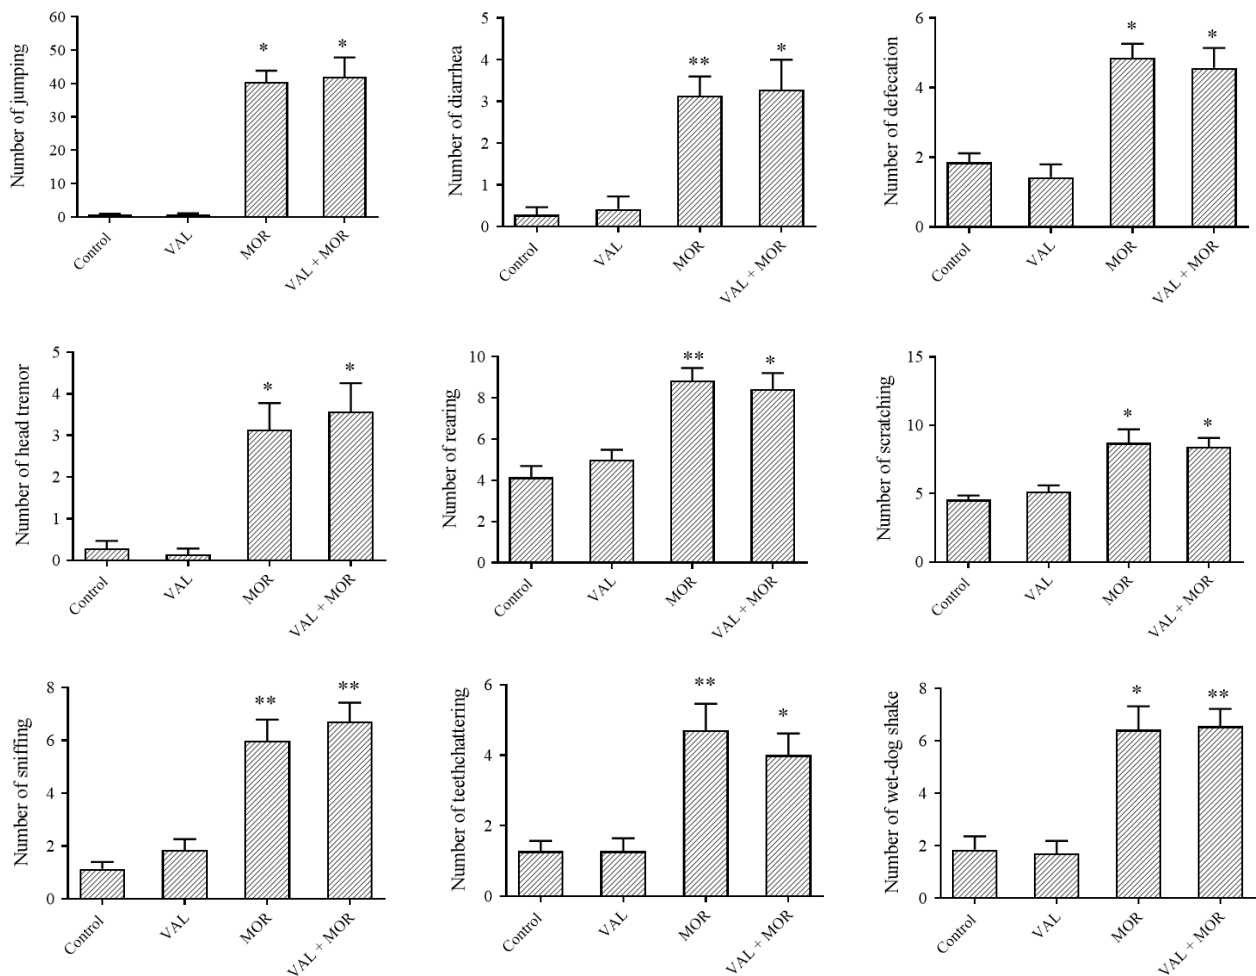 Number of jumping
60
50
40
30
20
10
0
*
*
Control
VAL
MOR
VAL + MOR
Number of diarrhea
5
4
3
2
1
0
**
*
Control
VAL
MOR
VAL + MOR
Number of defecation
6
4
2
0
*
*
Control
VAL
MOR
VAL + MOR
Number of head tremor
5
4
3
2
1
0
*
*
Control
VAL
MOR
VAL + MOR
Number of rearing
10
8
6
4
2
0
**
*
Control
VAL
MOR
VAL + MOR
Number of scratching
15
10
5
0
*
*
Control
VAL
MOR
VAL + MOR
Number of sniffing
8
6
4
2
0
**
**
Control
VAL
MOR
VAL + MOR
Number of teethchattering
6
4
2
0
**
*
Control
VAL
MOR
VAL + MOR
Number of wet-dog shake
8
6
4
2
0
*
**
Control
VAL
MOR
VAL + MOR